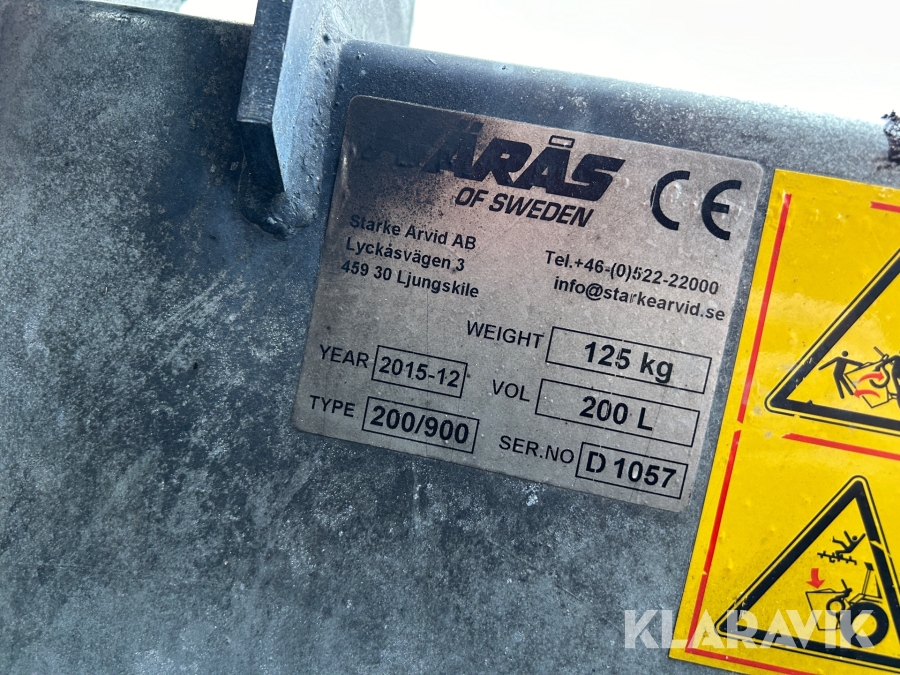 OF SWEDEN
CE
Starke Arvid AB
Lyckåsvägen 3
459 30 Ljungskile
Tel.+46-(0)522-22000
info@starkearvid.se
WEIGHT 125 kg
YEAR 2015-12 VOL 200 L
TYPE 200/900 SER.NO D 1057
KLARAVIK